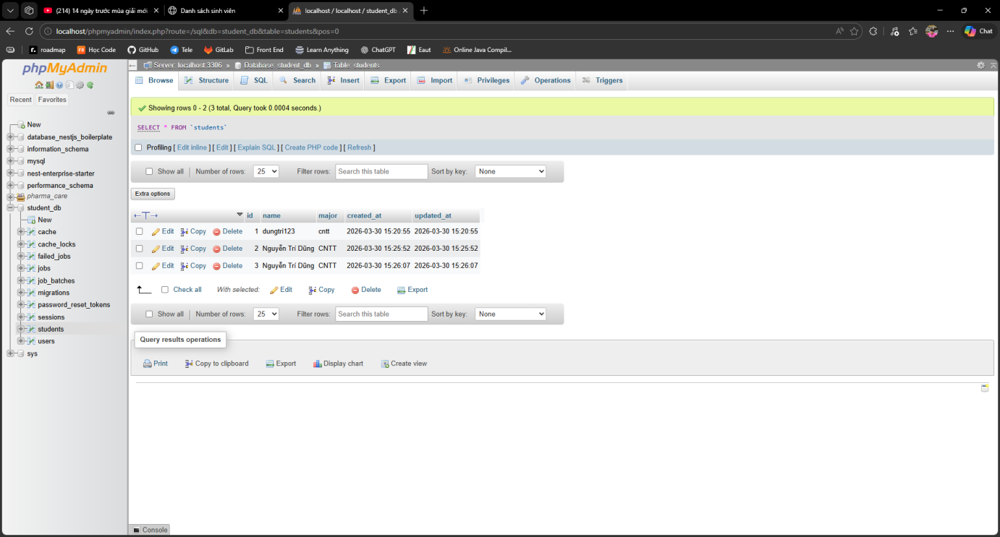 (214) 14 ngày trước mùa giải mới
Danh sách sinh viên
localhost / localhost / student_db
localhost/phpmyadmin/index.php?route=/sql&db=student_db&table=students&pos=0
Chat
roadmap
Học Code
GitHub
Tele
GitLab
Front End
Learn Anything
ChatGPT
Eaut
Online Java Compil...
phpMyAdmin
Recent
Favorites
New
database_nestjs_boilerplate
information_schema
mysql
nest-enterprise-starter
performance_schema
pharma_care
student_db
New
cache
cache_locks
failed_jobs
jobs
job_batches
migrations
password_reset_tokens
sessions
students
users
sys
Server: localhost:3306 » Database: student_db » Table: students
Browse Structure SQL Search Insert Export Import Privileges Operations Triggers
Showing rows 0 - 2 (3 total, Query took 0.0004 seconds.)
SELECT * FROM `students`
Profiling [ Edit inline ] [ Edit ] [ Explain SQL ] [ Create PHP code ] [ Refresh ]
Show all | Number of rows: 25 Filter rows: Search this table Sort by key: None
Extra options
←T→ id name major created_at updated_at
Edit Copy Delete 1 dungtri123 cntt 2026-03-30 15:20:55 2026-03-30 15:20:55
Edit Copy Delete 2 Nguyễn Trí Dũng CNTT 2026-03-30 15:25:52 2026-03-30 15:25:52
Edit Copy Delete 3 Nguyễn Trí Dũng CNTT 2026-03-30 15:26:07 2026-03-30 15:26:07
Check all With selected: Edit Copy Delete Export
Show all | Number of rows: 25 Filter rows: Search this table Sort by key: None
Query results operations
Print Copy to clipboard Export Display chart Create view
Console